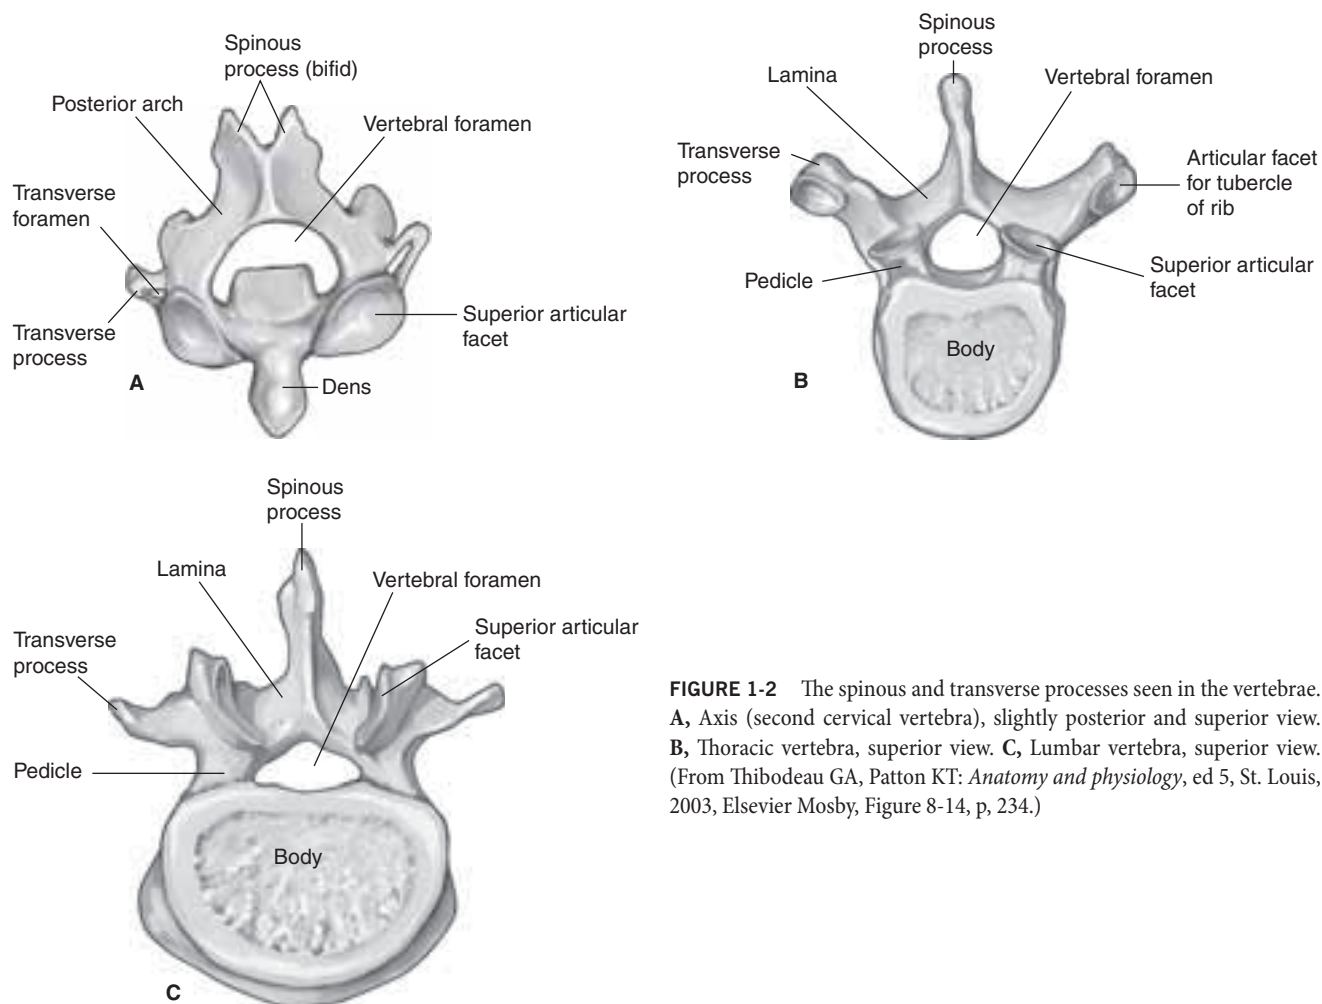 Spinous
process (bifid)
Posterior arch
Vertebral foramen
Transverse
foramen
Transverse
process
Superior articular
facet
Dens
A
Spinous
process
Lamina
Vertebral foramen
Transverse
process
Articular facet
for tubercle
of rib
Pedicle
Superior articular
facet
Body
B
Spinous
process
Lamina
Vertebral foramen
Transverse
process
Superior articular
facet
Pedicle
Body
C
FIGURE 1-2 The spinous and transverse processes seen in the vertebrae.
A, Axis (second cervical vertebra), slightly posterior and superior view.
B, Thoracic vertebra, superior view. C, Lumbar vertebra, superior view.
(From Thibodeau GA, Patton KT: Anatomy and physiology, ed 5, St. Louis,
2003, Elsevier Mosby, Figure 8-14, p, 234.)